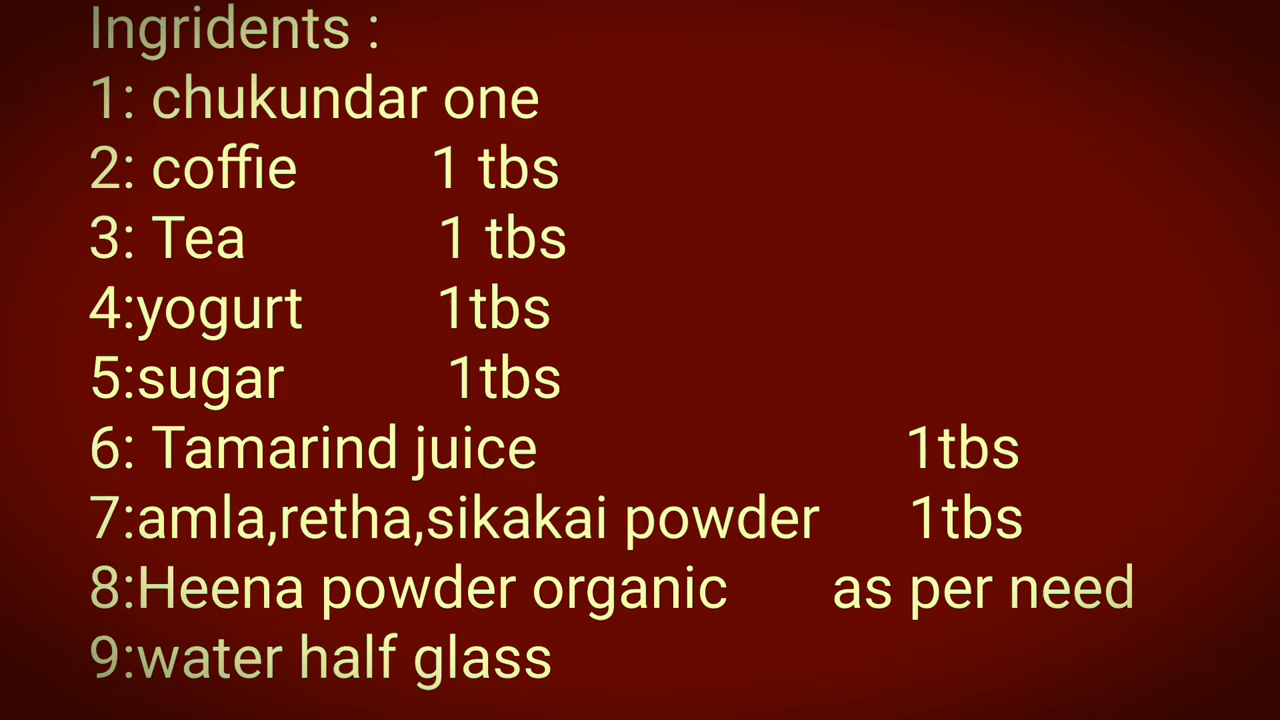 Ingridents :
1: chukundar one
2: coffie 1 tbs
3: Tea 1 tbs
4:yogurt 1tbs
5:sugar 1tbs
6: Tamarind juice 1tbs
7:amla,retha,sikakai powder 1tbs
8:Heena powder organic as per need
9:water half glass